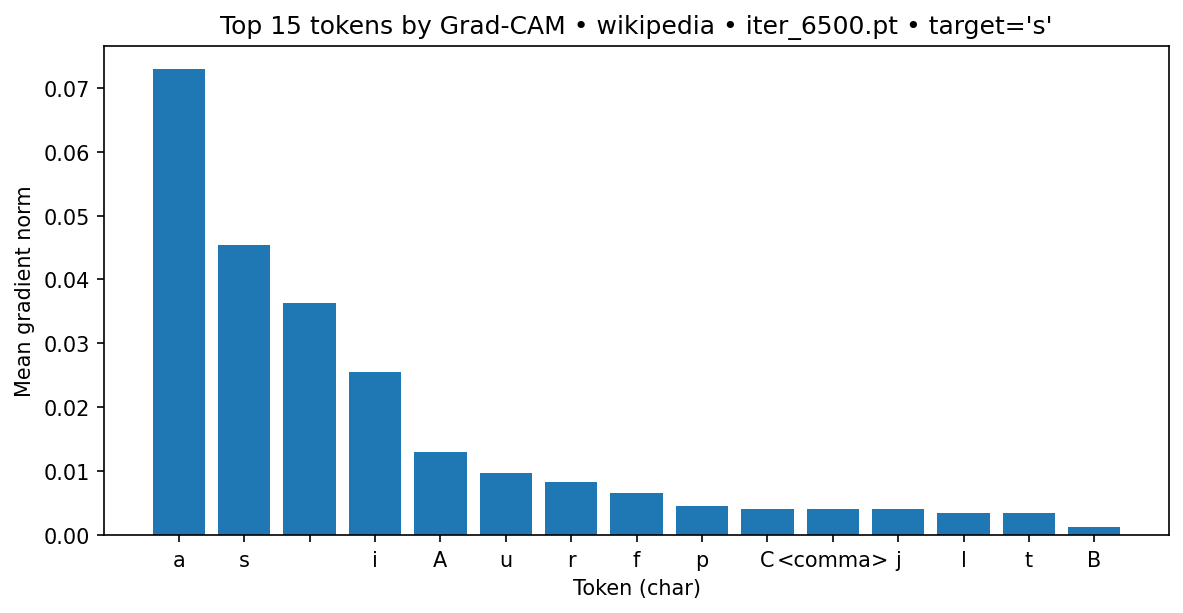 Top 15 tokens by Grad-CAM • wikipedia • iter_6500.pt • target='s'
Mean gradient norm
0.07
0.06
0.05
0.04
0.03
0.02
0.01
0.00
a s i A u r f p C <comma> j l t B
Token (char)